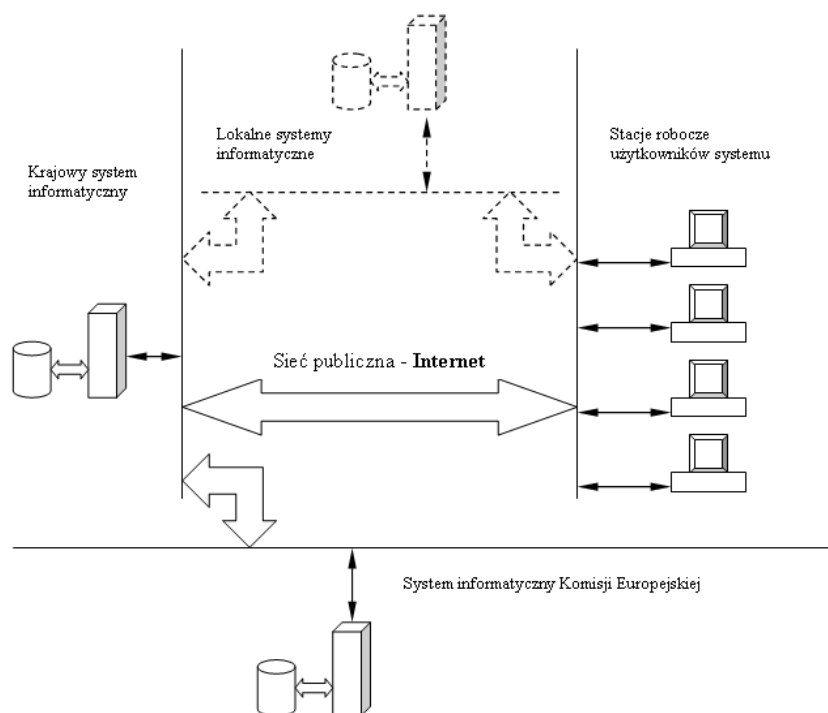 Lokalne systemy
informatyczne
Stacje robocze
użytkowników systemu
Krajowy system
informatyczny
Sieć publiczna - Internet
System informatyczny Komisji Europejskiej